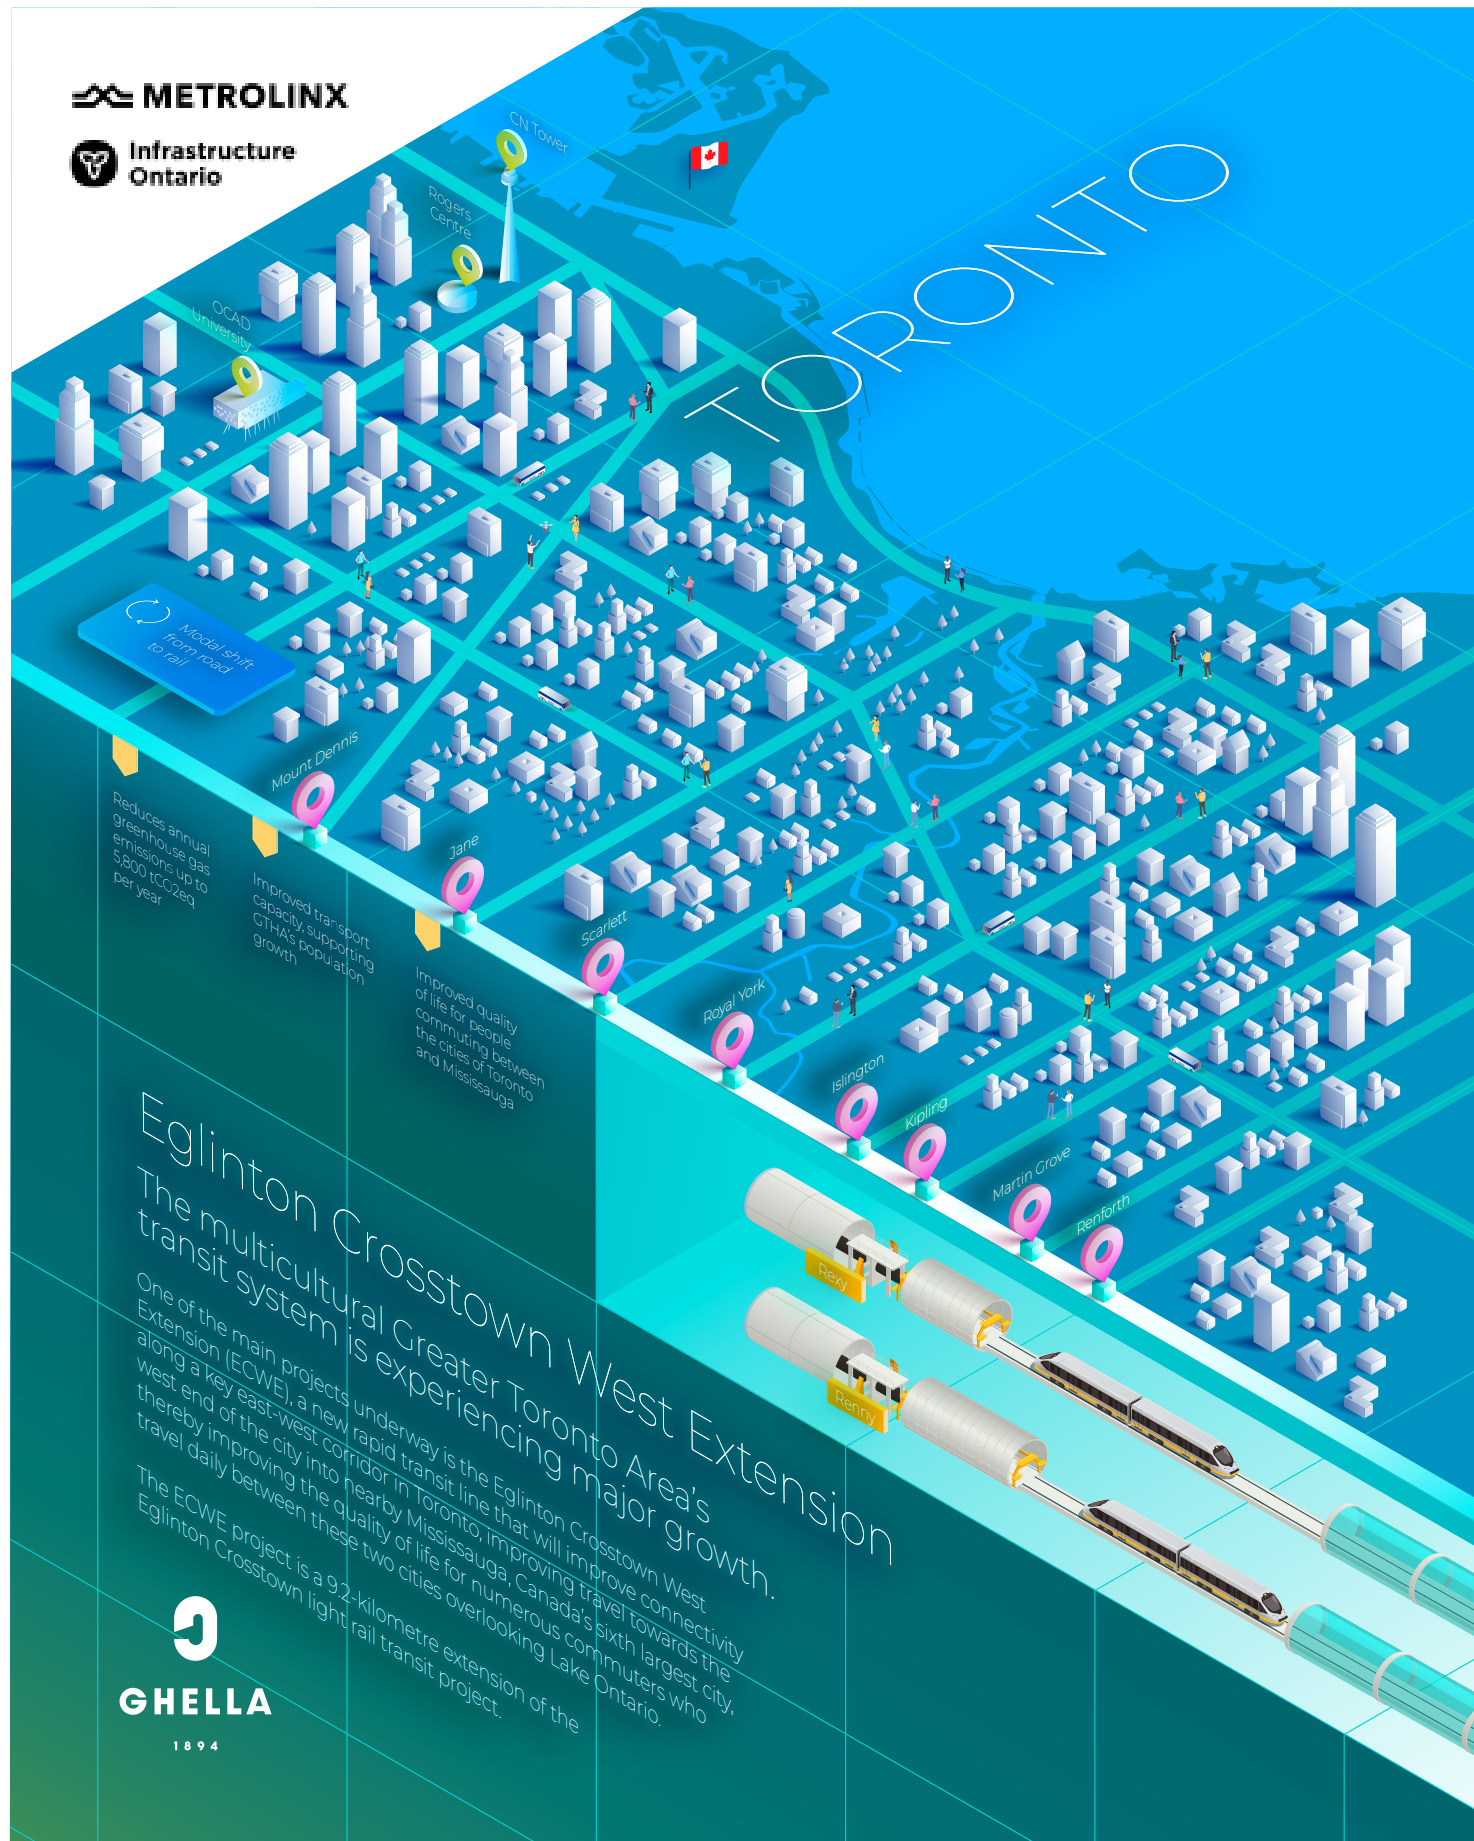 METROLINX
Infrastructure
Ontario
CN Tower
Rogers
Centre
OCAD
University
TORONTO
Modal shift
from road
to rail
Mount Dennis
Jane
Scarlett
Royal York
Islington
Kipling
Martin Grove
Renforth
Reduces annual
greenhouse gas
emissions up to
5,800 tCO2eq
per year
Improved transport
capacity, supporting
GTHA's population
growth
Improved quality
of life for people
commuting between
the cities of Toronto
and Mississauga
Rexy
Renny
Eglinton Crosstown West Extension
The multicultural Greater Toronto Area's
transit system is experiencing major growth.
One of the main projects underway is the Eglinton Crosstown West
Extension (ECWE), a new rapid transit line that will improve connectivity
along a key east-west corridor in Toronto, improving travel towards the
west end of the city into nearby Mississauga, Canada's sixth largest city,
thereby improving the quality of life for numerous commuters who
travel daily between these two cities overlooking Lake Ontario.
The ECWE project is a 9.2-kilometre extension of the
Eglinton Crosstown light rail transit project.
GHELLA
1894